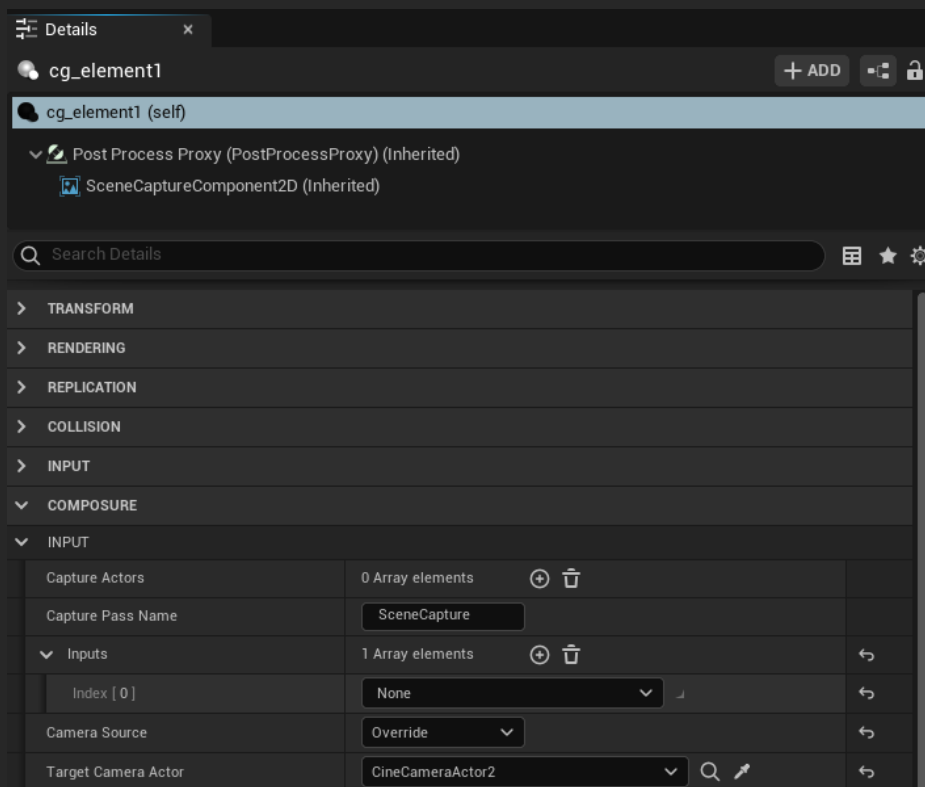 Details
cg_element1
ADD
cg_element1 (self)
Post Process Proxy (PostProcessProxy) (Inherited)
SceneCaptureComponent2D (Inherited)
Search Details
TRANSFORM
RENDERING
REPLICATION
COLLISION
INPUT
COMPOSURE
INPUT
Capture Actors 0 Array elements
Capture Pass Name SceneCapture
Inputs 1 Array elements
Index [ 0 ] None
Camera Source Override
Target Camera Actor CineCameraActor2